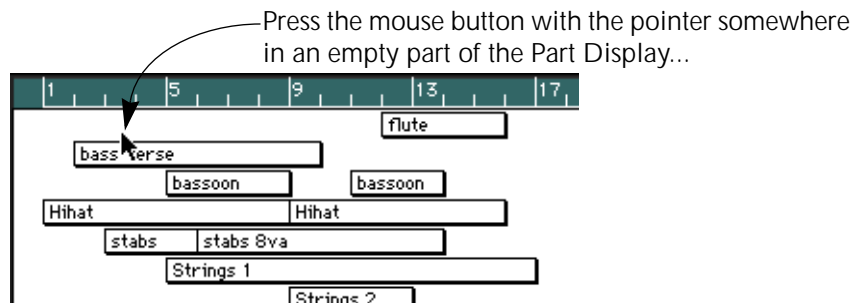 Press the mouse button with the pointer somewhere
in an empty part of the Part Display...
1 5 9 13 17
flute
bass verse
bassoon bassoon
Hihat Hihat
stabs stabs 8va
Strings 1
Strings 2